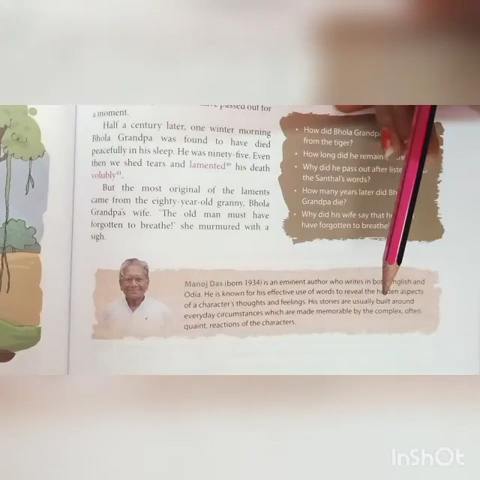 have passed out for
a moment.
Half a century later, one winter morning
Bhola Grandpa was found to have died
peacefully in his sleep. He was ninety-five. Even
then we shed tears and lamented his death
volubly.
But the most original of the laments
came from the eighty-year-old granny, Bhola
Grandpa's wife. 'The old man must have
forgotten to breathe!' she murmured with a
sigh.
• How did Bhola Grandpa
from the tiger?
• How long did he remain
• Why did he pass out after
the Santhal's words?
• How many years later did
Grandpa die?
• Why did his wife say that
have forgotten to breathe
Manoj Das (born 1934) is an eminent author who writes in both English and
Odia. He is known for his effective use of words to reveal the hidden aspects
of a character's thoughts and feelings. His stories are usually built around
everyday circumstances which are made memorable by the complex, often
quaint, reactions of the characters.
InShOt